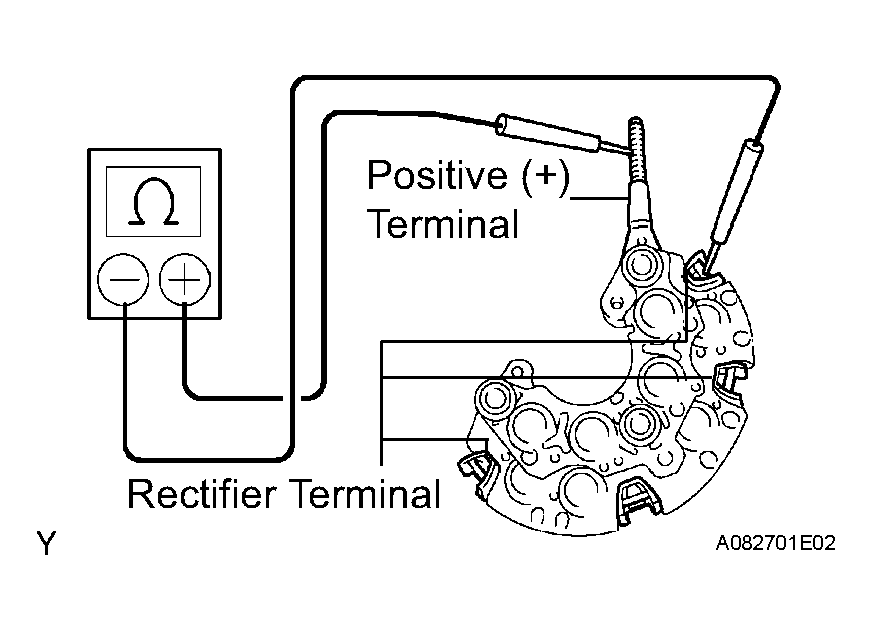 Ω
− +
Positive (+)
Terminal
Rectifier Terminal
Y
A082701E02